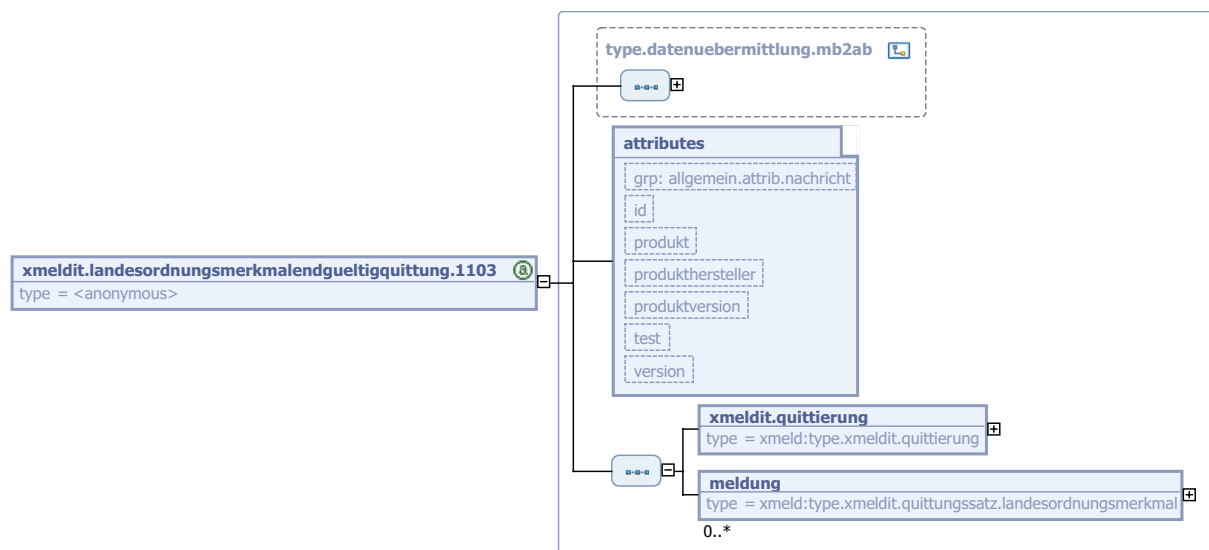 type.datenuebermittlung.mb2ab
attributes
grp: allgemein.attrib.nachricht
id
produkt
produkthersteller
produktversion
test
version
xmeldit.landesordnungsmerkmalendgueltigquittung.1103
a
type = <anonymous>
xmeldit.quittierung
type = xmeld:type.xmeldit.quittierung
meldung
type = xmeld:type.xmeldit.quittungssatz.landesordnungsmerkmal
0..*